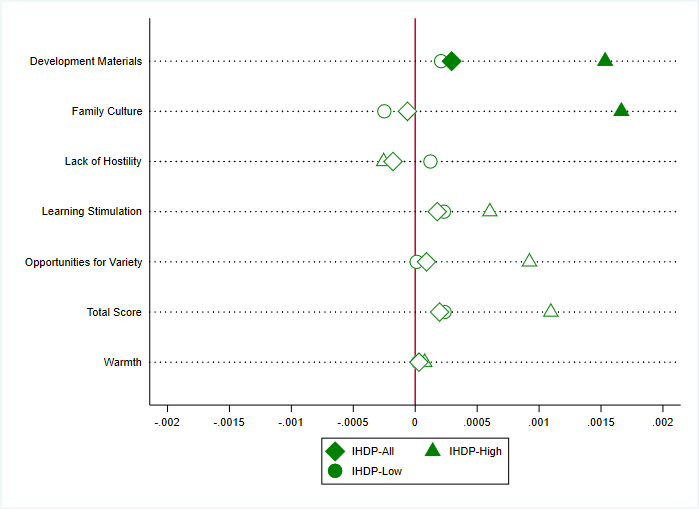 Development Materials
Family Culture
Lack of Hostility
Learning Stimulation
Opportunities for Variety
Total Score
Warmth
-.002 -.0015 -.001 -.0005 0 .0005 .001 .0015 .002
IHDP-All IHDP-High
IHDP-Low